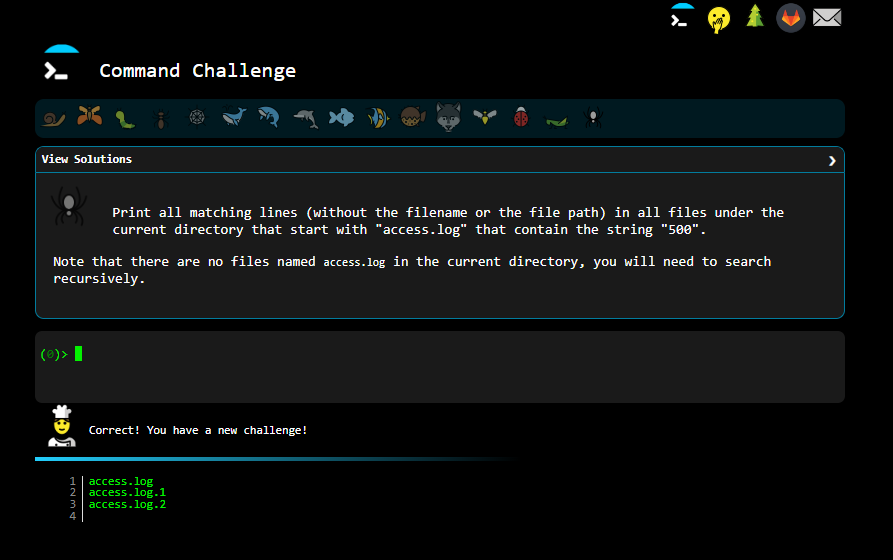 Command Challenge
View Solutions
Print all matching lines (without the filename or the file path) in all files under the
current directory that start with "access.log" that contain the string "500".
Note that there are no files named access.log in the current directory, you will need to search
recursively.
(0)>
Correct! You have a new challenge!
1 access.log
2 access.log.1
3 access.log.2
4